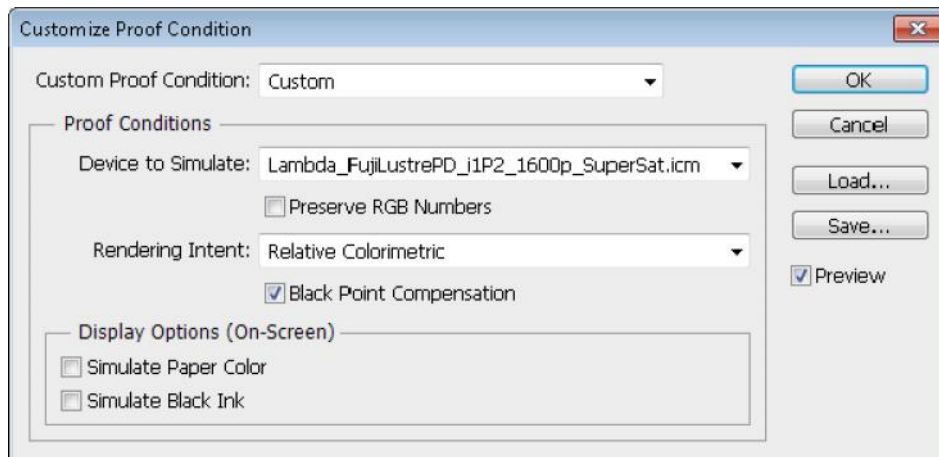 Customize Proof Condition
Custom Proof Condition: Custom
OK
Cancel
Proof Conditions
Device to Simulate: Lambda_FujiLustrePD_i1P2_1600p_SuperSat.icm
Load...
Preserve RGB Numbers
Save...
Rendering Intent: Relative Colorimetric
Preview
Black Point Compensation
Display Options (On-Screen)
Simulate Paper Color
Simulate Black Ink